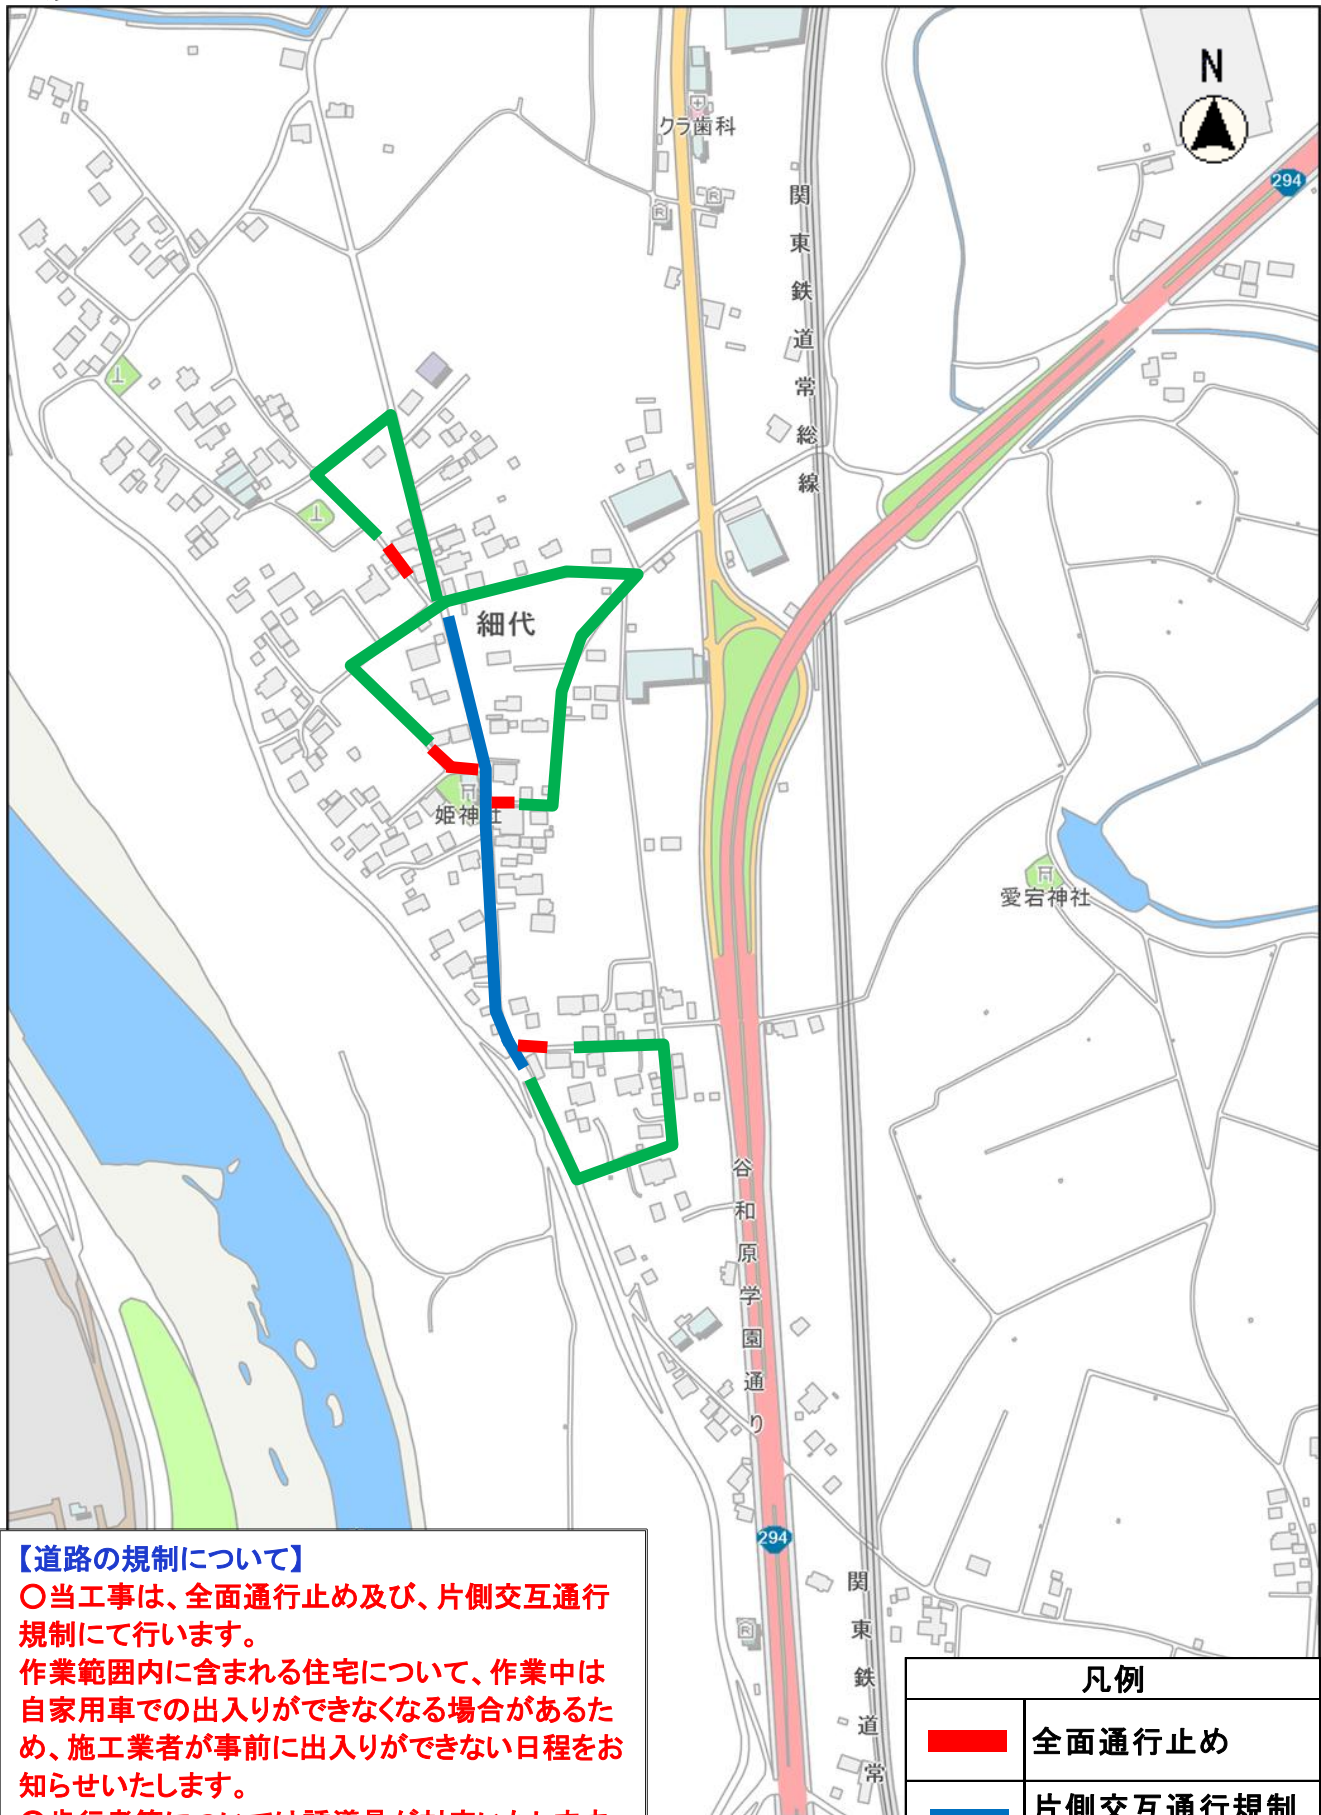 N
クラ歯科
294
関東鉄道常総線
細代
姫神社
愛宕神社
谷和原学園通り
294
関東鉄道常
【道路の規制について】
○当工事は、全面通行止め及び、片側交互通行
規制にて行います。
作業範囲内に含まれる住宅について、作業中は
自家用車での出入りができなくなる場合があるた
め、施工業者が事前に出入りができない日程をお
知らせいたします。
凡例
全面通行止め
片側交互通行規制